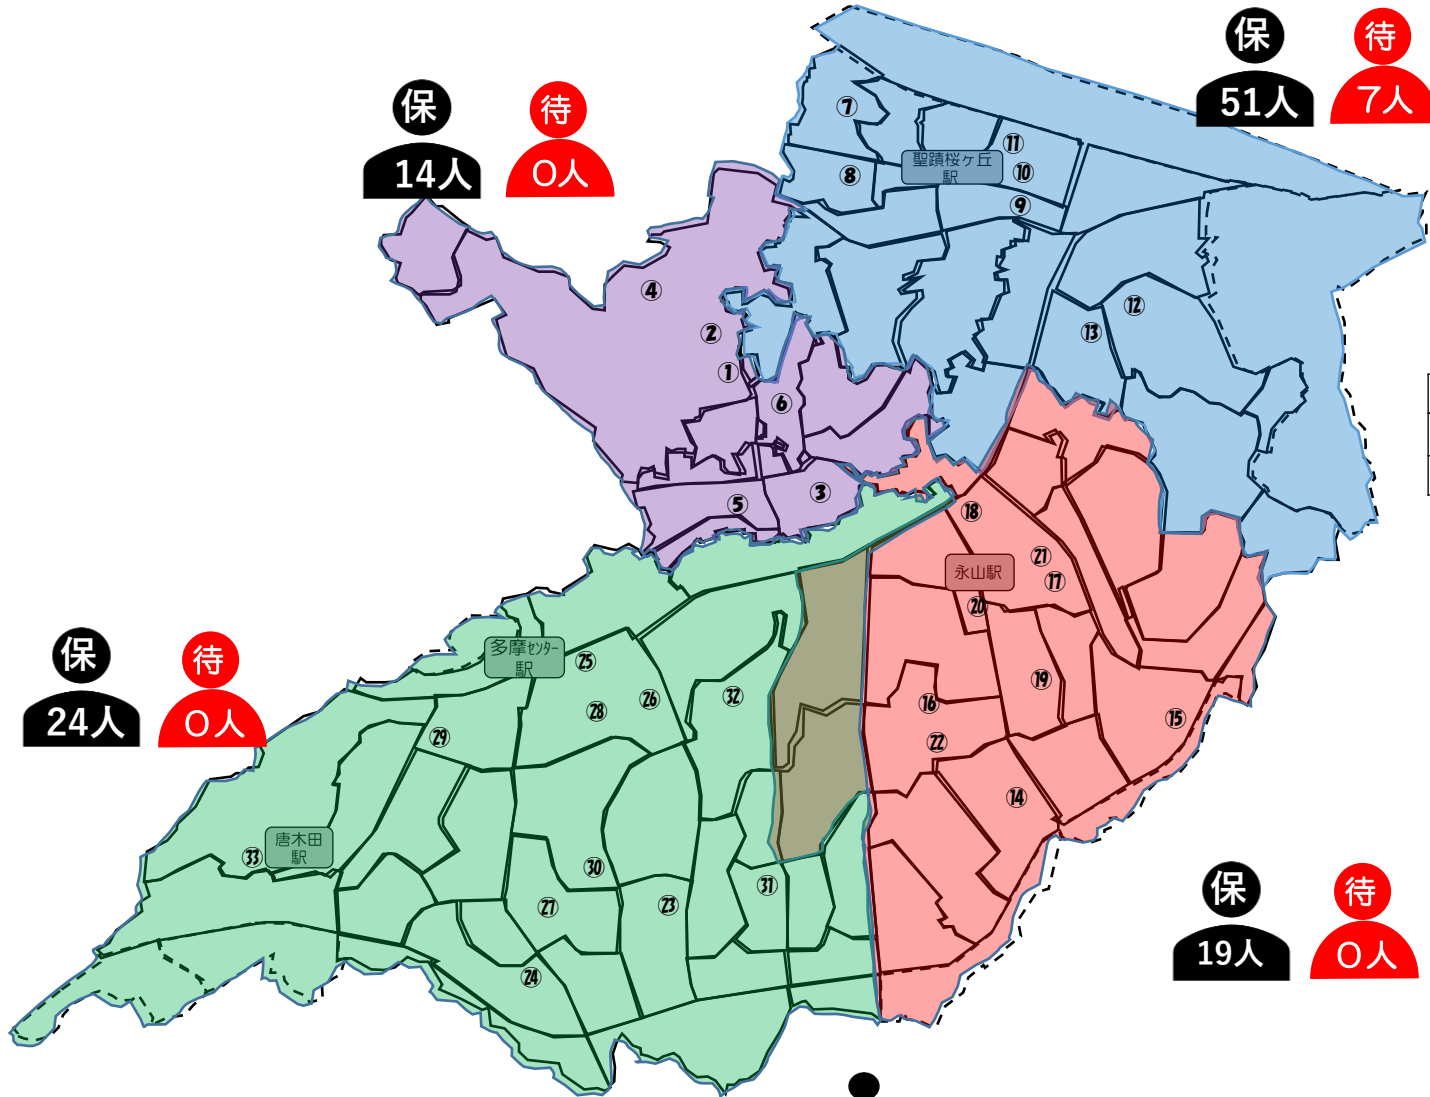 保
待
51人
7人
保
待
14人
0人
⑦
⑪
聖蹟桜ヶ丘
駅
⑧
⑩
⑨
④
②
⑫
⑬
①
⑥
③
⑤
⑱
㉑
永山駅
⑰
⑳
保
待
24人
0人
多摩センター
駅
㉕
㉖
㉜
㉘
㉙
⑲
⑯
⑮
㉒
⑭
唐木田
駅
㉝
㉚
㉛
㉗
㉓
㉔
保
待
19人
0人